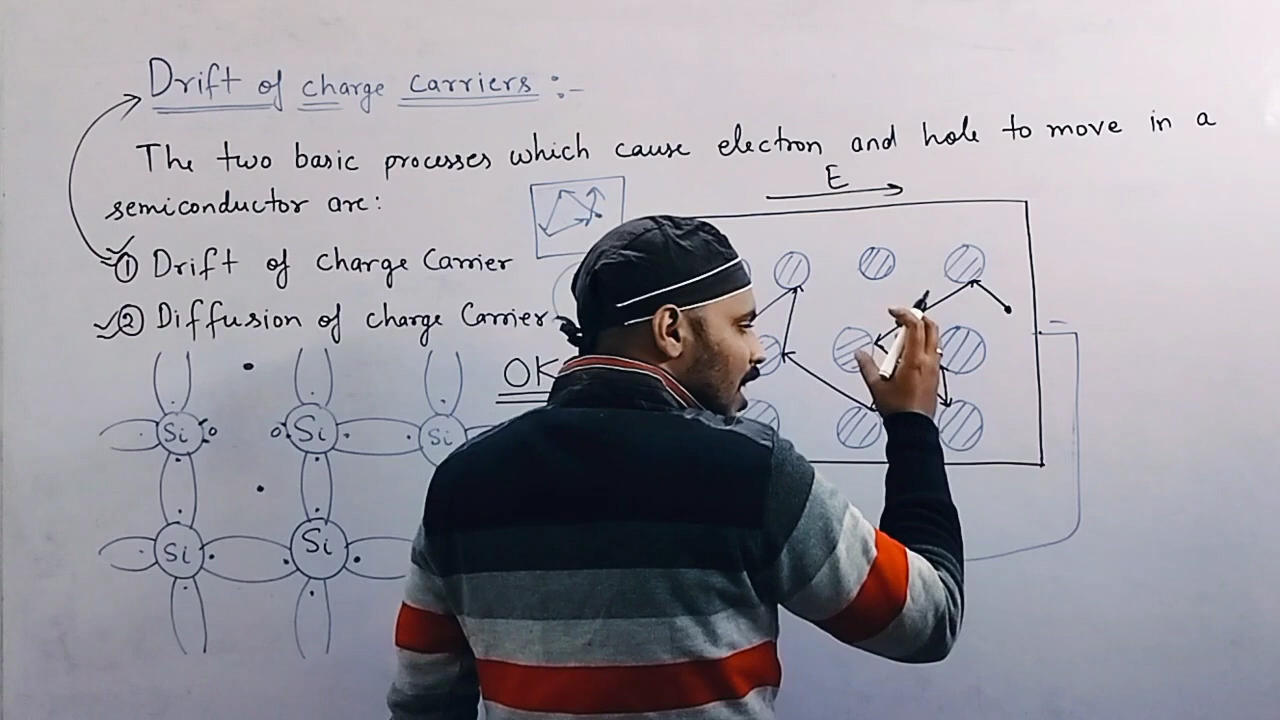 Drift of charge carriers :-
The two basic processes which cause electron and hole to move in a
semiconductor are:
E
① Drift of charge Carrier
② Diffusion of charge Carrier
OK
Si Si Si
Si Si